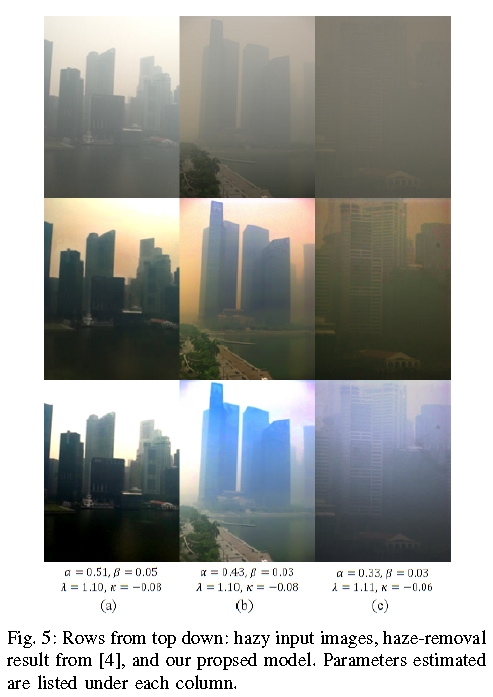 α = 0.51, β = 0.05 α = 0.43, β = 0.03 α = 0.33, β = 0.03
λ = 1.10, κ = −0.08 λ = 1.10, κ = −0.08 λ = 1.11, κ = −0.06
(a) (b) (c)
Fig. 5: Rows from top down: hazy input images, haze-removal
result from [4], and our propsed model. Parameters estimated
are listed under each column.